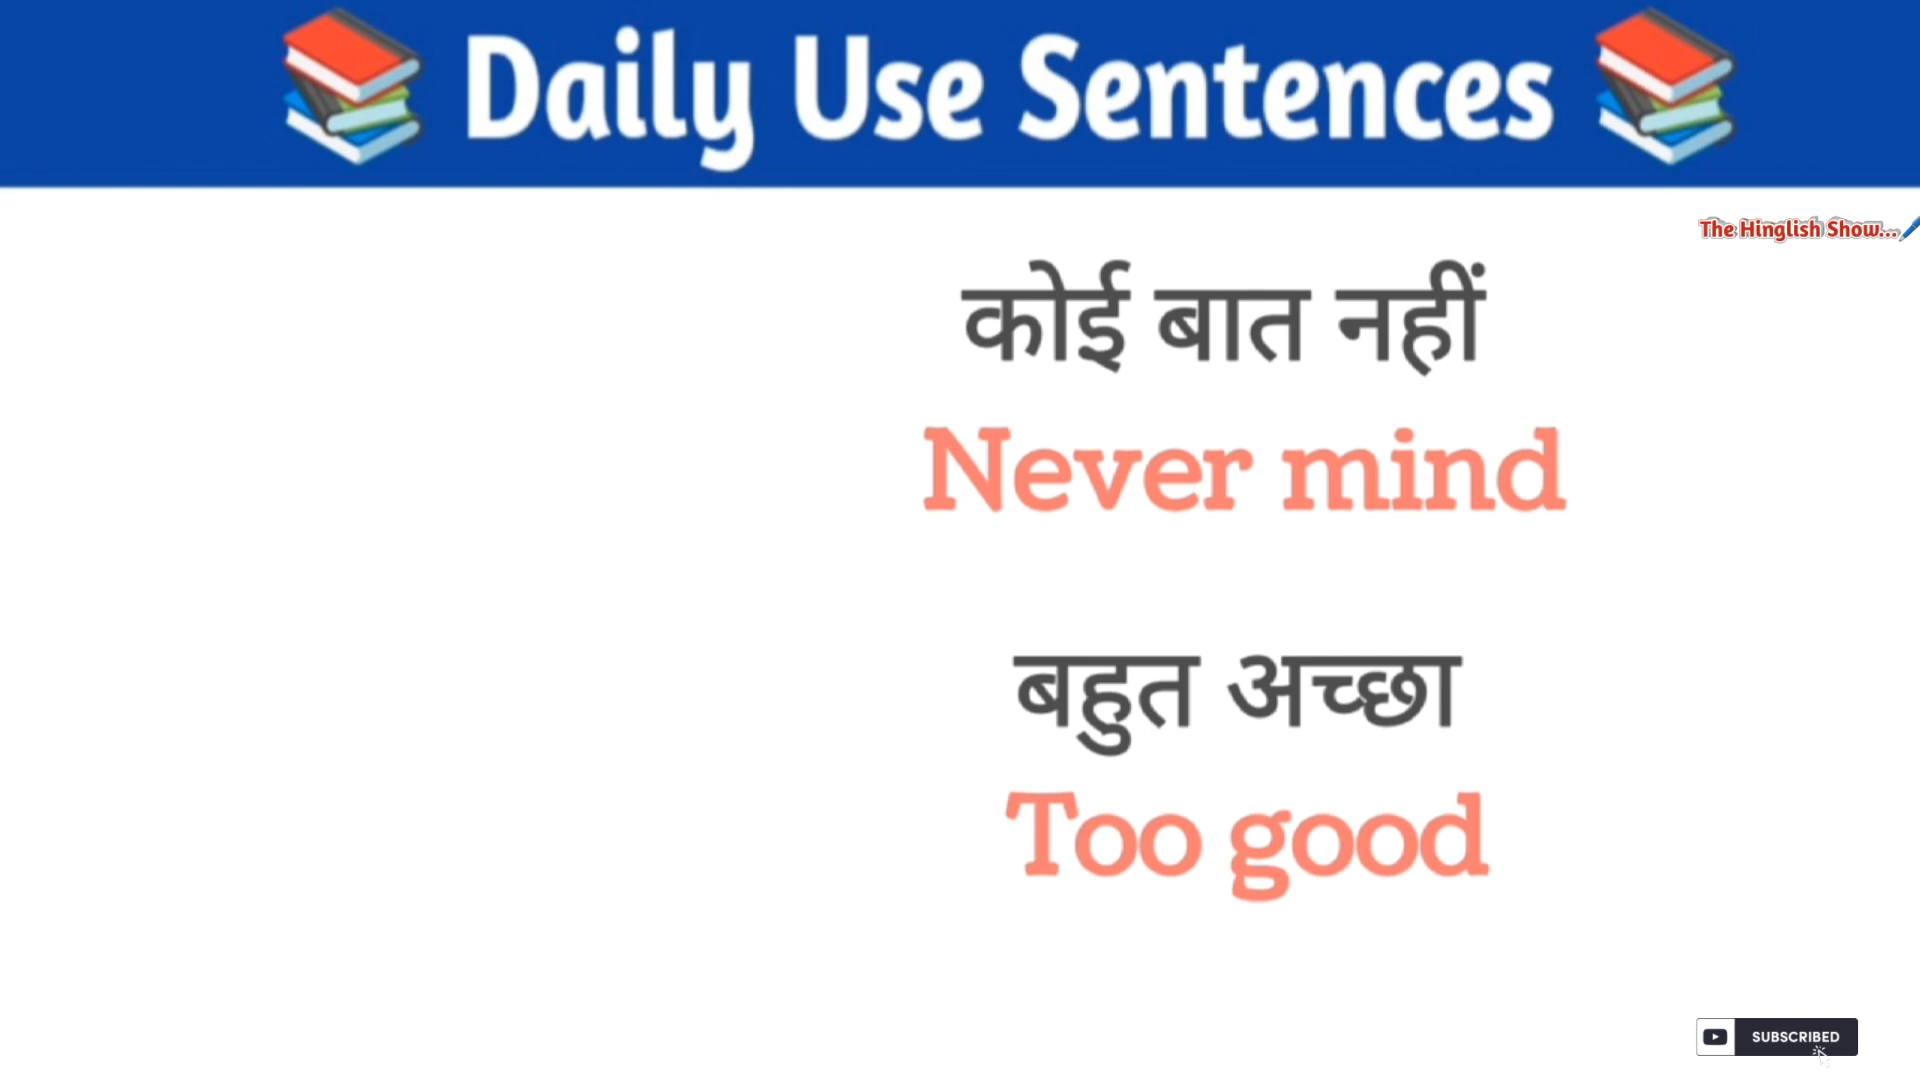 Daily Use Sentences
The Hinglish Show...
कोई बात नहीं
Never mind
बहुत अच्छा
Too good
SUBSCRIBED